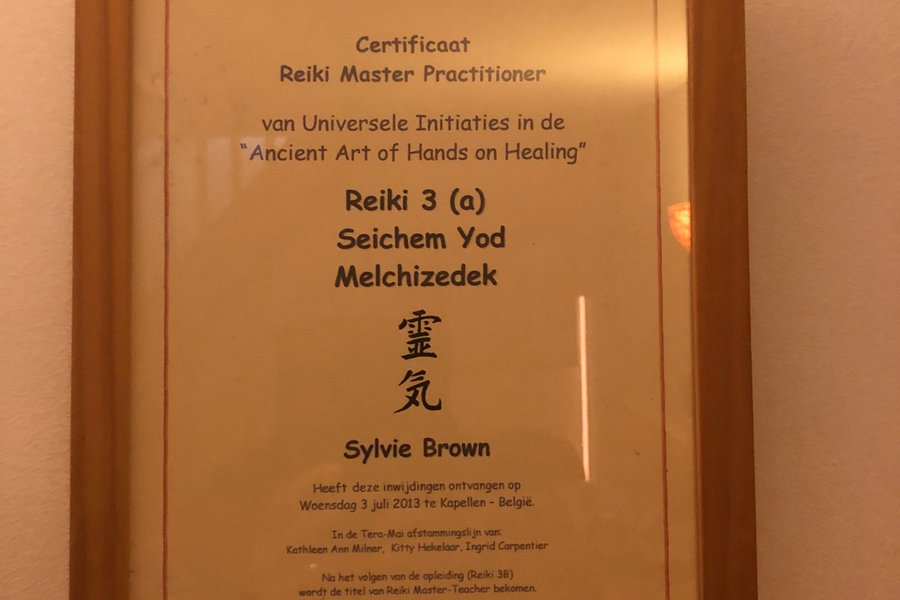 Certificaat
Reiki Master Practitioner
van Universele Initiaties in de
“Ancient Art of Hands on Healing”
Reiki 3 (a)
Seichem Yod
Melchizedek
靈
気
Sylvie Brown
Heeft deze inwijdingen ontvangen op
Woensdag 3 juli 2013 te Kapellen – België.
In de Tera-Mai afstammingslijn van:
Kathleen Ann Milner, Kitty Hekelaar, Ingrid Carpentier
Na het volgen van de opleiding (Reiki 3B)
wordt de titel van Reiki Master-Teacher bekomen.